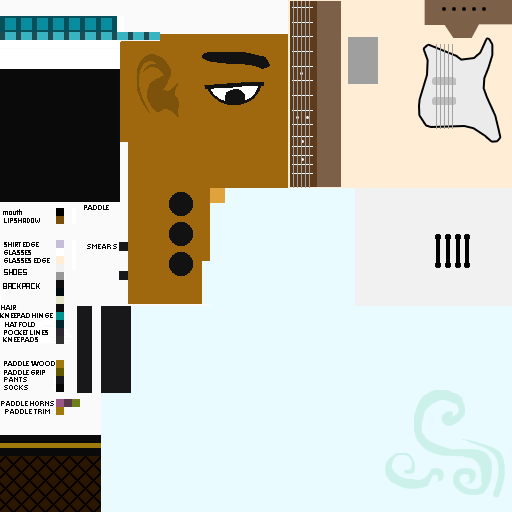 mouth
LIPSHADOW
PADDLE
SHIRT EDGE
GLASSES
GLASSES EDGE
SMEARS
SHOES
BACKPACK
HAIR
KNEEPAD HINGE
HAT FOLD
POCKET LINES
KNEEPADS
PADDLE WOOD
PADDLE GRIP
PANTS
SOCKS
PADDLE HORNS
PADDLE TRIM